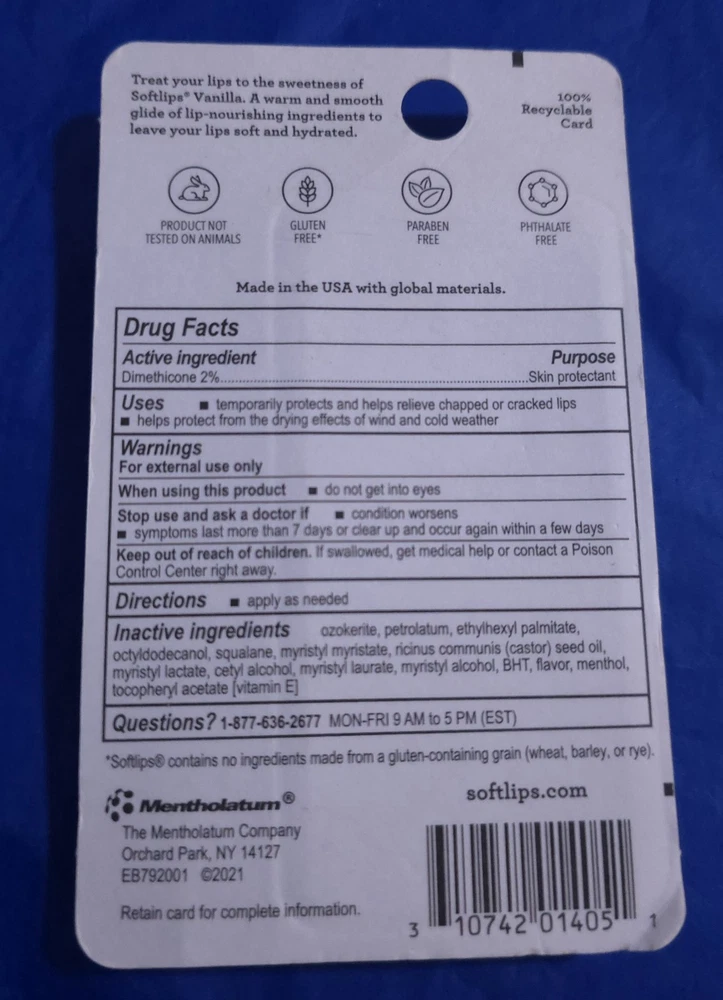 Treat your lips to the sweetness of
Softlips® Vanilla. A warm and smooth
glide of lip-nourishing ingredients to
leave your lips soft and hydrated.
100%
Recyclable
Card
PRODUCT NOT
TESTED ON ANIMALS
GLUTEN
FREE*
PARABEN
FREE
PHTHALATE
FREE
Made in the USA with global materials.
Drug Facts
Active ingredient Purpose
Dimethicone 2%..........................................................................Skin protectant
Uses ■ temporarily protects and helps relieve chapped or cracked lips
■ helps protect from the drying effects of wind and cold weather
Warnings
For external use only
When using this product ■ do not get into eyes
Stop use and ask a doctor if ■ condition worsens
■ symptoms last more than 7 days or clear up and occur again within a few days
Keep out of reach of children. If swallowed, get medical help or contact a Poison
Control Center right away.
Directions ■ apply as needed
Inactive ingredients ozokerite, petrolatum, ethylhexyl palmitate,
octyldodecanol, squalane, myristyl myristate, ricinus communis (castor) seed oil,
myristyl lactate, cetyl alcohol, myristyl laurate, myristyl alcohol, BHT, flavor, menthol,
tocopheryl acetate [vitamin E]
Questions? 1-877-636-2677 MON-FRI 9 AM to 5 PM (EST)
*Softlips® contains no ingredients made from a gluten-containing grain (wheat, barley, or rye).
Mentholatum®
The Mentholatum Company
Orchard Park, NY 14127
EB792001 ©2021
Retain card for complete information.
softlips.com
3 10742 01405 1